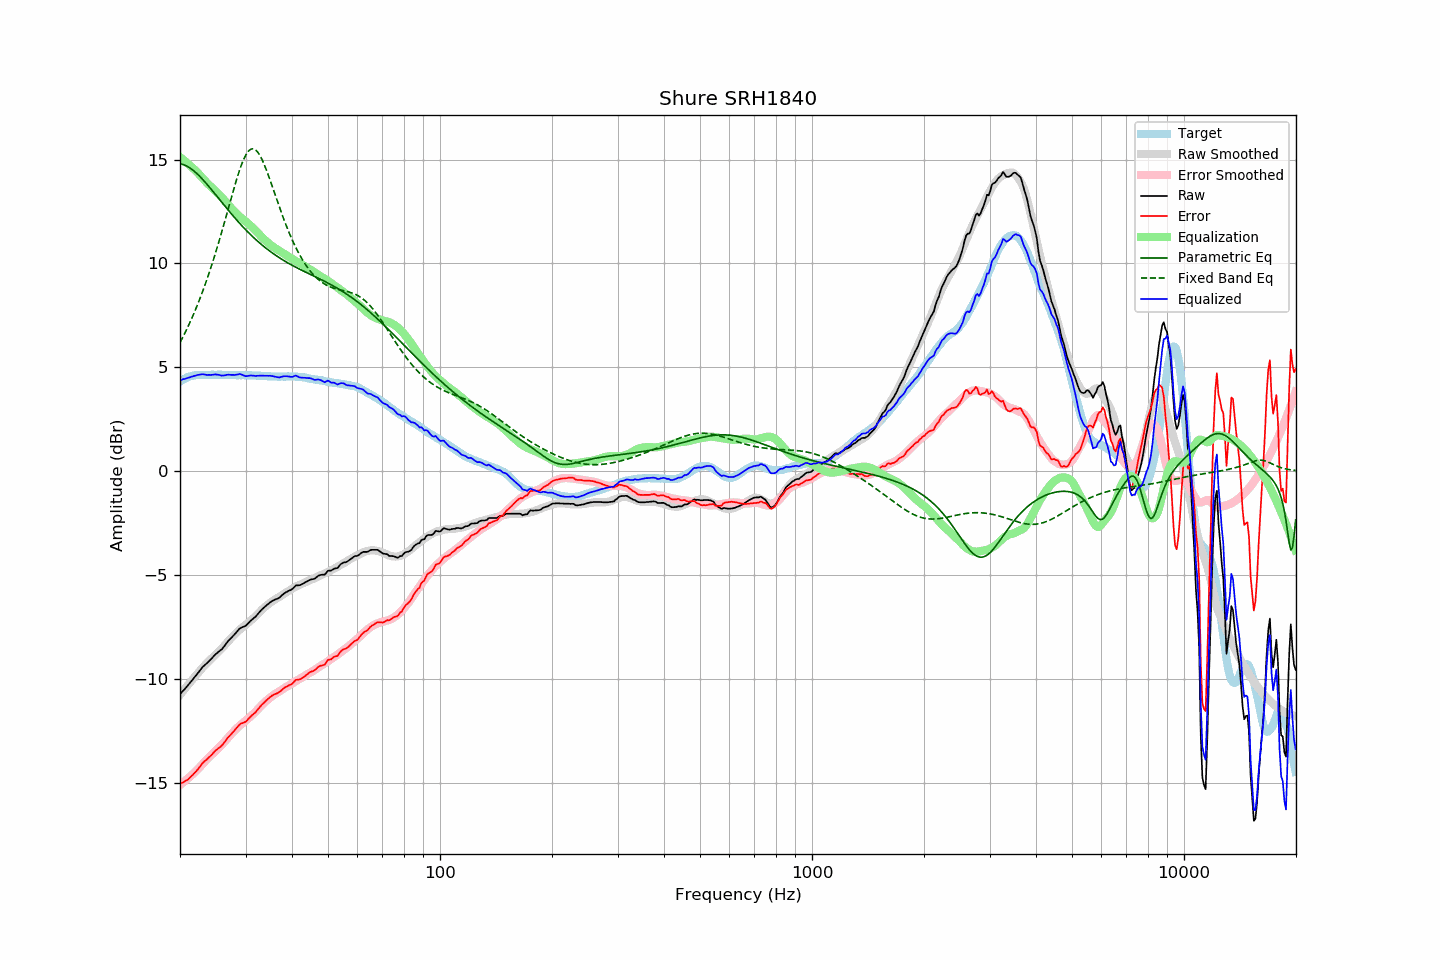 Shure SRH1840
Amplitude (dBr)
15
10
5
0
−5
−10
−15
Target
Raw Smoothed
Error Smoothed
Raw
Error
Equalization
Parametric Eq
Fixed Band Eq
Equalized
100
1000
10000
Frequency (Hz)